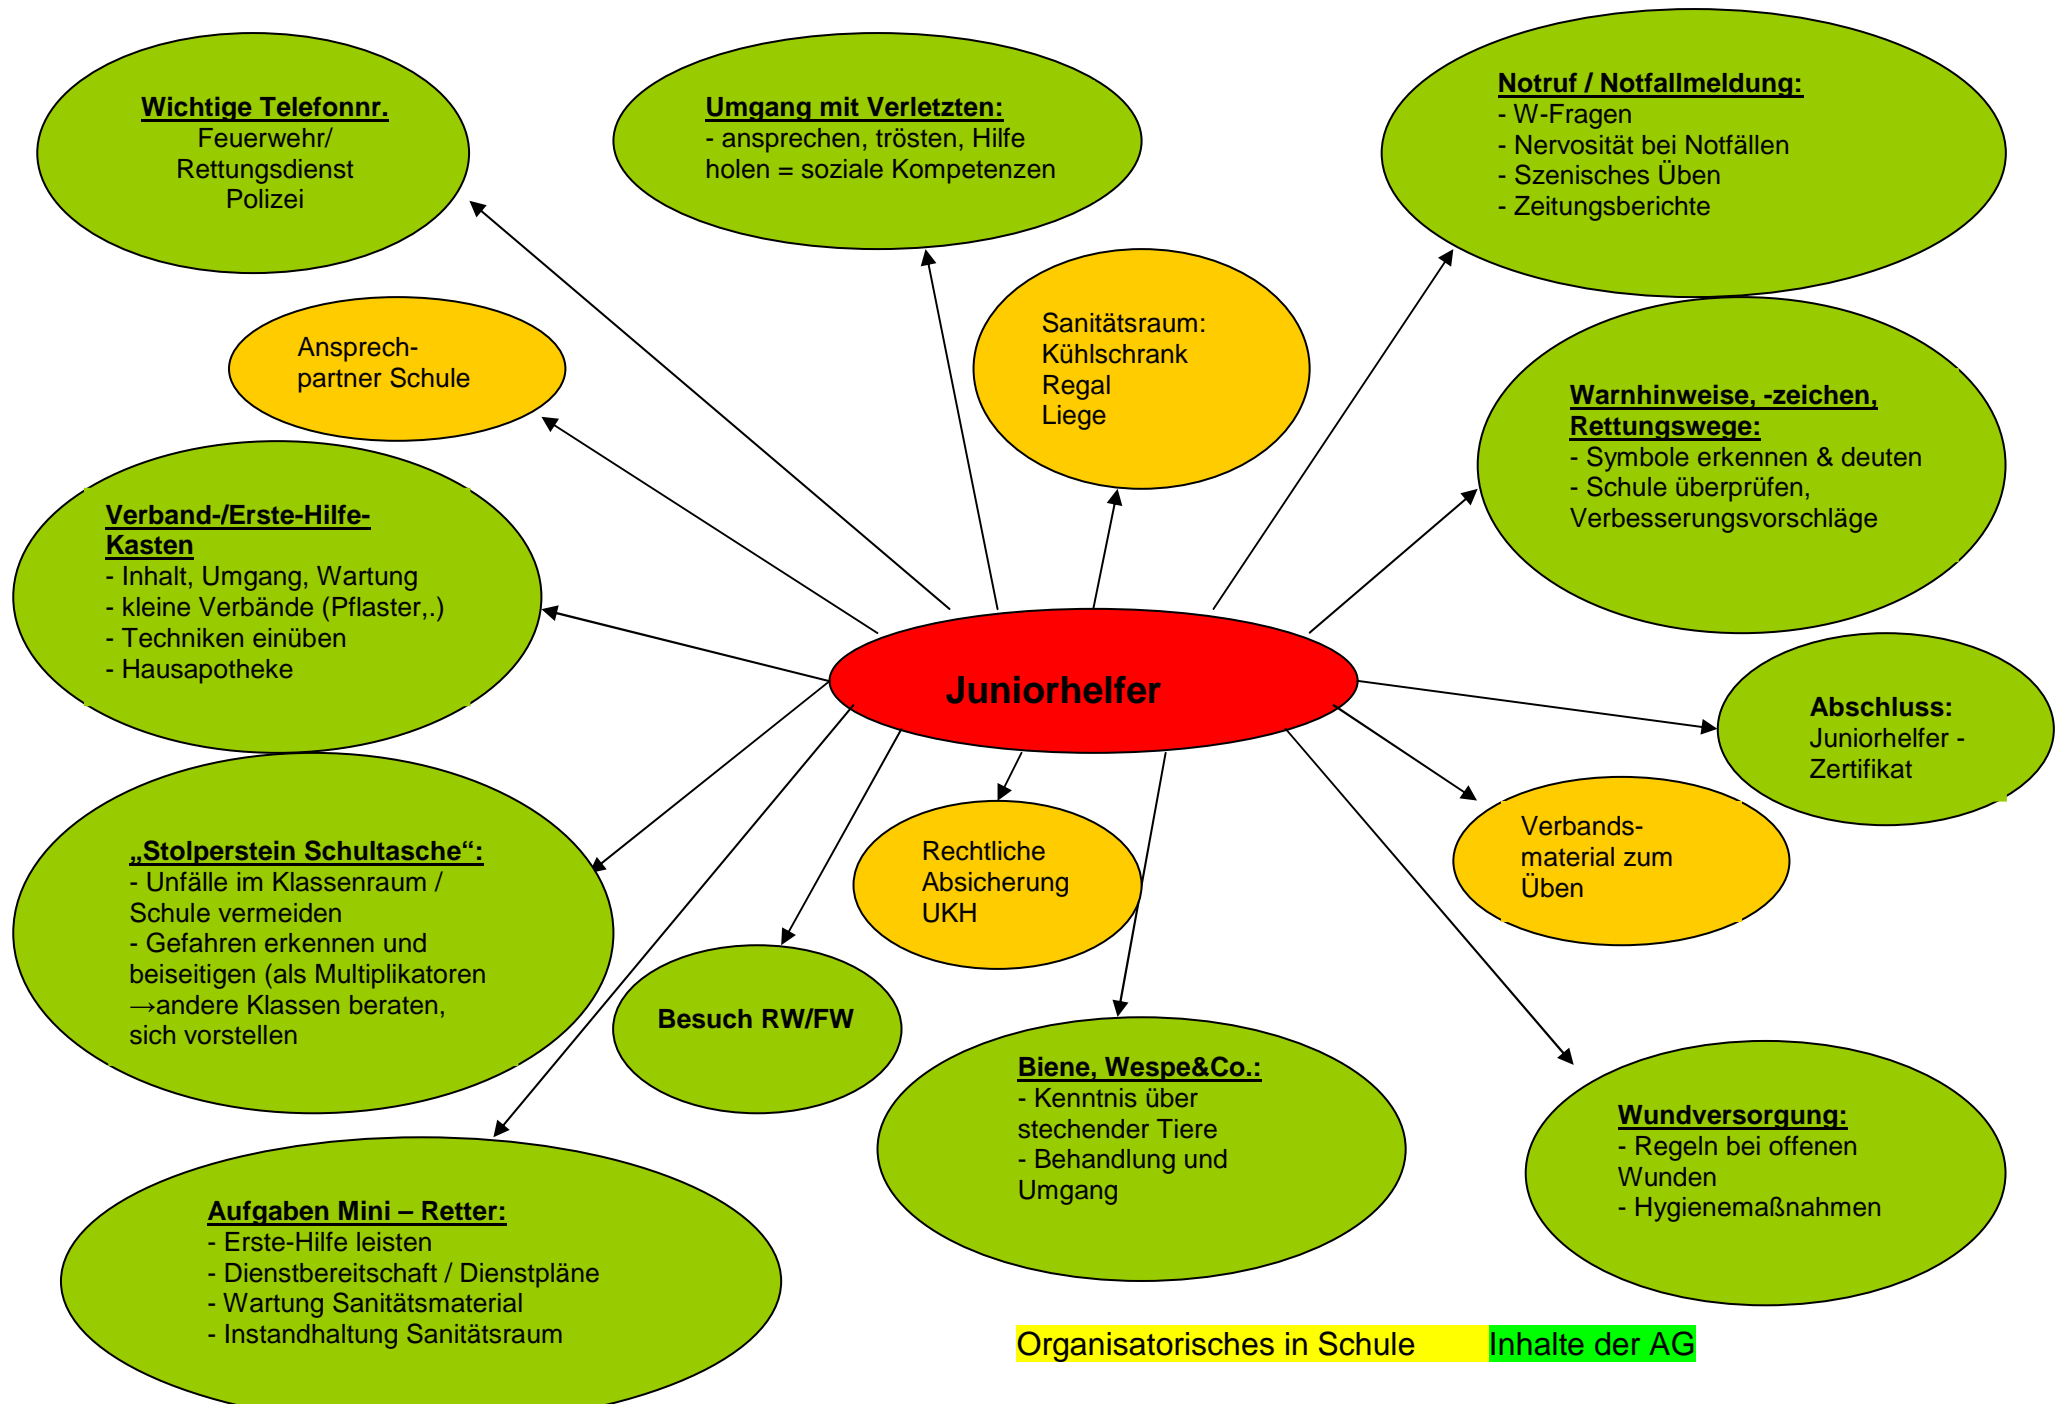 Wichtige Telefonnr.
Feuerwehr/
Rettungsdienst
Polizei
Umgang mit Verletzten:
- ansprechen, trösten, Hilfe
holen = soziale Kompetenzen
Notruf / Notfallmeldung:
- W-Fragen
- Nervosität bei Notfällen
- Szenisches Üben
- Zeitungsberichte
Ansprech-
partner Schule
Sanitätsraum:
Kühlschrank
Regal
Liege
Warnhinweise, -zeichen,
Rettungswege:
- Symbole erkennen & deuten
- Schule überprüfen,
Verbesserungsvorschläge
Verband-/Erste-Hilfe-
Kasten
- Inhalt, Umgang, Wartung
- kleine Verbände (Pflaster,.)
- Techniken einüben
- Hausapotheke
Juniorhelfer
Abschluss:
Juniorhelfer -
Zertifikat
„Stolperstein Schultasche“:
- Unfälle im Klassenraum /
Schule vermeiden
- Gefahren erkennen und
beiseitigen (als Multiplikatoren
→andere Klassen beraten,
sich vorstellen
Rechtliche
Absicherung
UKH
Verbands-
material zum
Üben
Besuch RW/FW
Biene, Wespe&Co.:
- Kenntnis über
stechender Tiere
- Behandlung und
Umgang
Wundversorgung:
- Regeln bei offenen
Wunden
- Hygienemaßnahmen
Aufgaben Mini – Retter:
- Erste-Hilfe leisten
- Dienstbereitschaft / Dienstpläne
- Wartung Sanitätsmaterial
- Instandhaltung Sanitätsraum
Organisatorisches in Schule Inhalte der AG